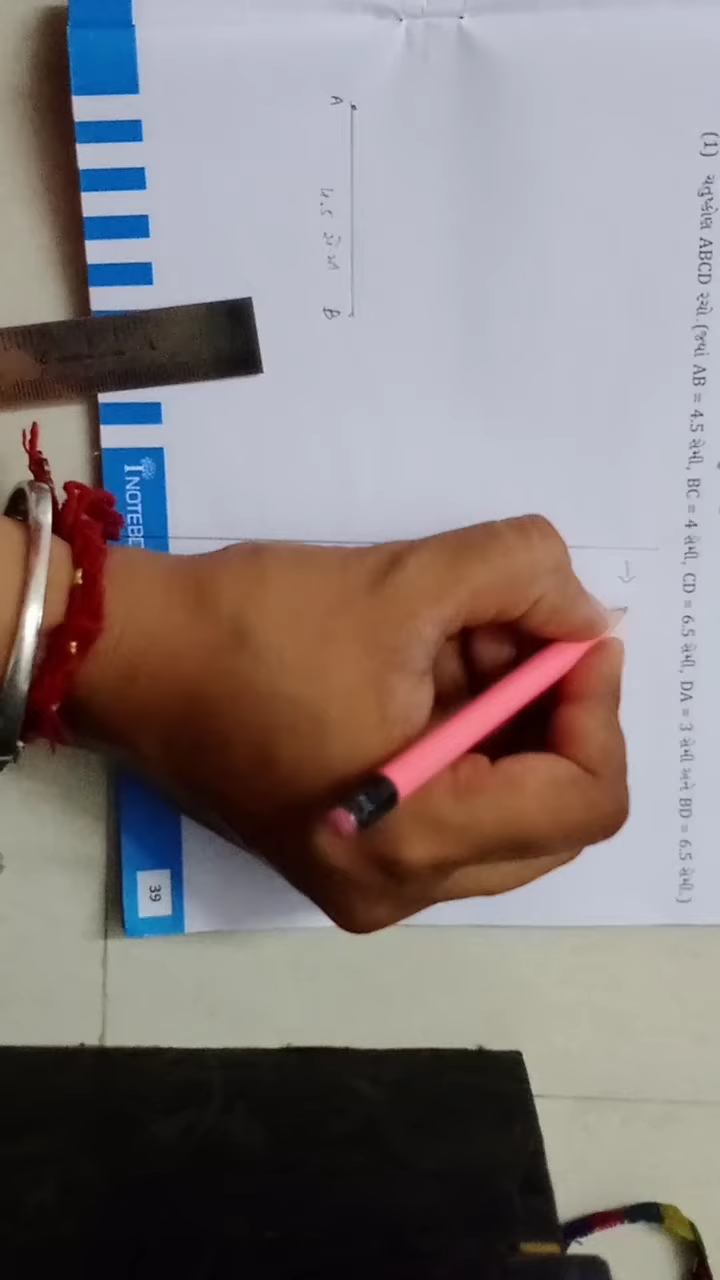 (1) ચતુષ્કોણ ABCD રચો.(જ્યાં AB = 4.5 સેમી, BC = 4 સેમી, CD = 6.5 સેમી, DA = 3 સેમી અને BD = 6.5 સેમી.)
→
A B
4.5 સેમી
39